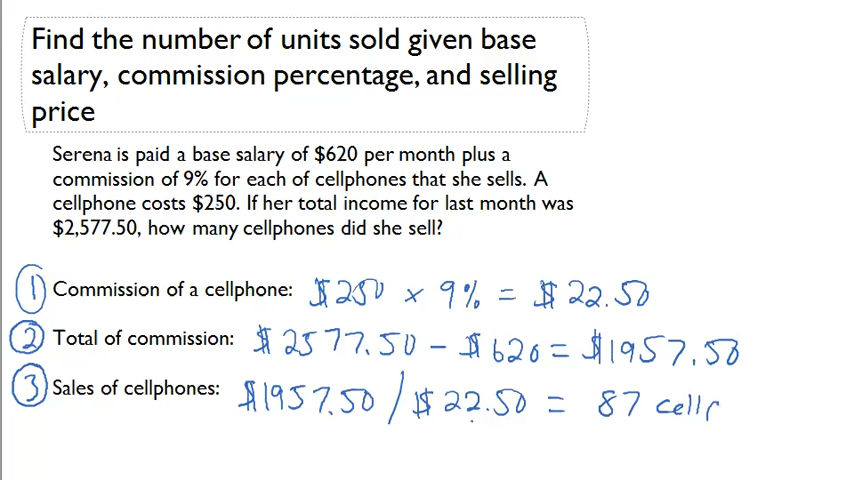 Find the number of units sold given base
salary, commission percentage, and selling
price
Serena is paid a base salary of $620 per month plus a
commission of 9% for each of cellphones that she sells. A
cellphone costs $250. If her total income for last month was
$2,577.50, how many cellphones did she sell?
1 Commission of a cellphone: $250 × 9% = $22.50
2 Total of commission: $2577.50 - $620 = $1957.50
3 Sales of cellphones: $1957.50 / $22.50 = 87